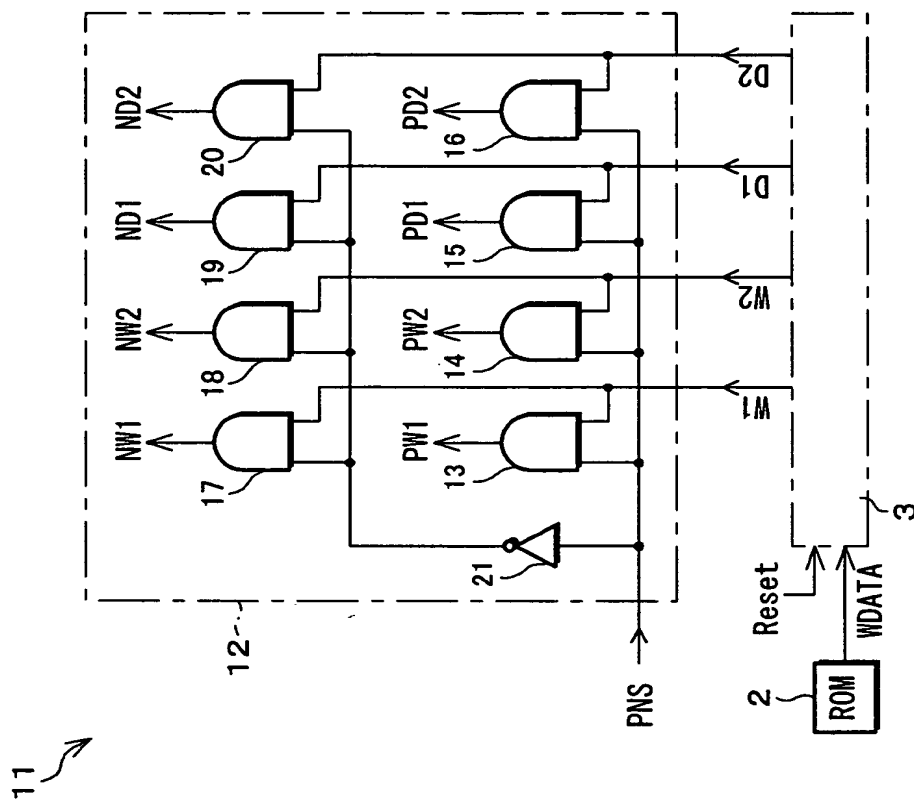 11
12
NW1 NW2 ND1 ND2
17 18 19 20
PW1 PW2 PD1 PD2
13 14 15 16
21
PNS
W1 W2 D1 D2
Reset
WDATA
2
ROM
3